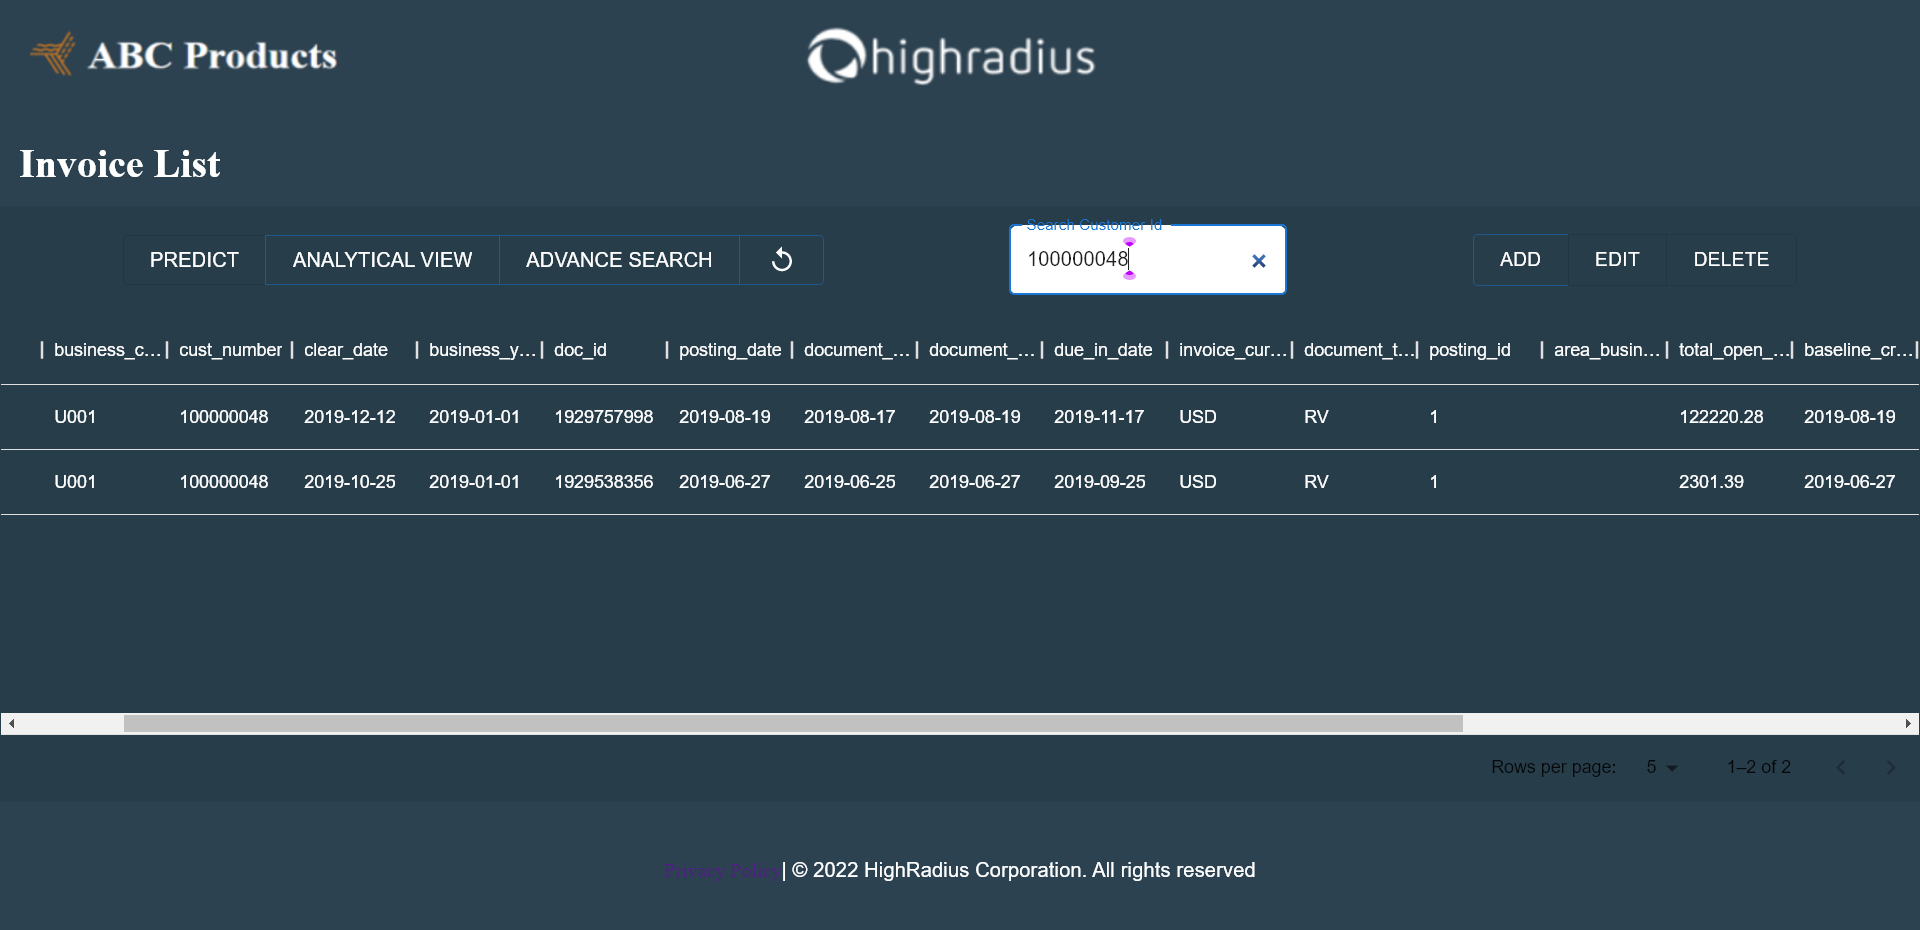 ABC Products
highradius
Invoice List
PREDICT ANALYTICAL VIEW ADVANCE SEARCH
Search Customer Id
100000048
ADD EDIT DELETE
business_c... cust_number clear_date business_y... doc_id posting_date document_... document_... due_in_date invoice_cur... document_t... posting_id area_busin... total_open_... baseline_cr...
U001 100000048 2019-12-12 2019-01-01 1929757998 2019-08-19 2019-08-17 2019-08-19 2019-11-17 USD RV 1 122220.28 2019-08-19
U001 100000048 2019-10-25 2019-01-01 1929538356 2019-06-27 2019-06-25 2019-06-27 2019-09-25 USD RV 1 2301.39 2019-06-27
Rows per page: 5 1–2 of 2
Privacy Policy| © 2022 HighRadius Corporation. All rights reserved